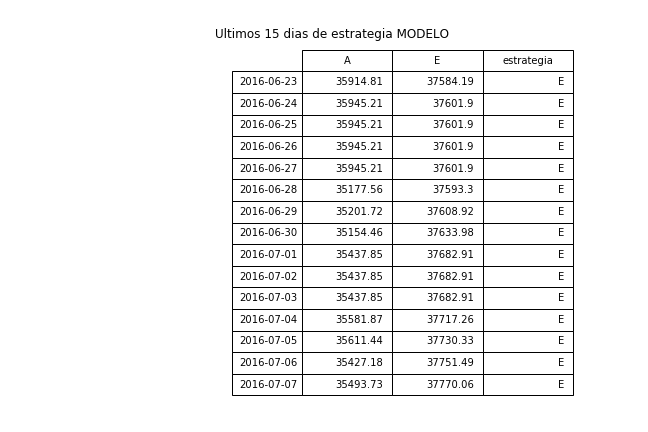 Ultimos 15 dias de estrategia MODELO
A E estrategia
2016-06-23 35914.81 37584.19 E
2016-06-24 35945.21 37601.9 E
2016-06-25 35945.21 37601.9 E
2016-06-26 35945.21 37601.9 E
2016-06-27 35945.21 37601.9 E
2016-06-28 35177.56 37593.3 E
2016-06-29 35201.72 37608.92 E
2016-06-30 35154.46 37633.98 E
2016-07-01 35437.85 37682.91 E
2016-07-02 35437.85 37682.91 E
2016-07-03 35437.85 37682.91 E
2016-07-04 35581.87 37717.26 E
2016-07-05 35611.44 37730.33 E
2016-07-06 35427.18 37751.49 E
2016-07-07 35493.73 37770.06 E